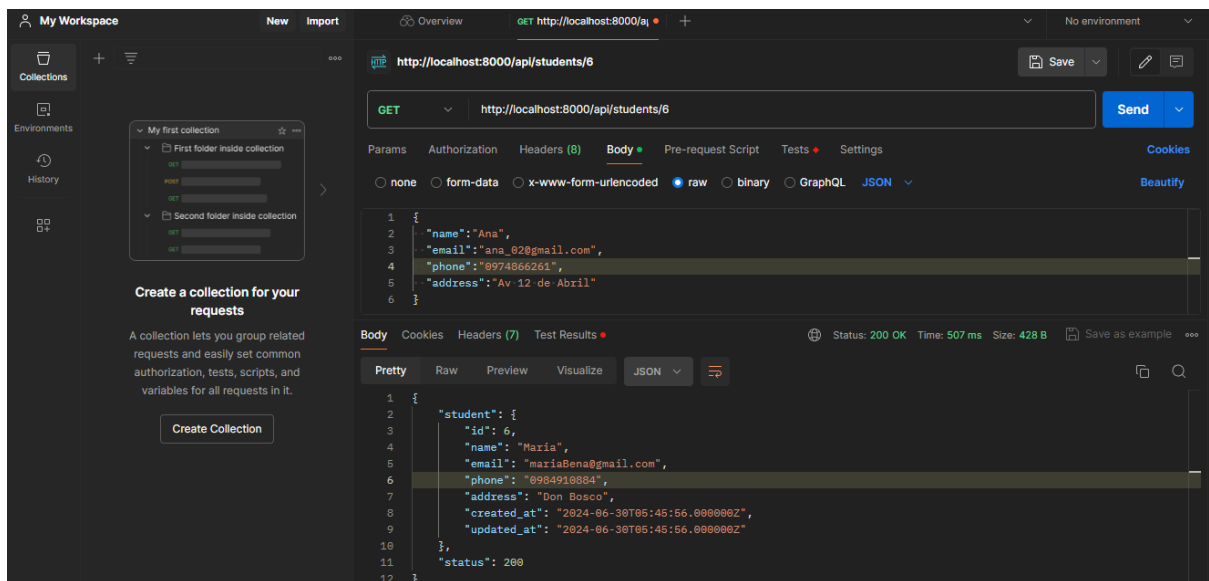 My Workspace
New Import
Overview
GET http://localhost:8000/a
No environment
Collections
Environments
History
My first collection
First folder inside collection
GET
POST
GET
Second folder inside collection
GET
GET
Create a collection for your
requests
A collection lets you group related
requests and easily set common
authorization, tests, scripts, and
variables for all requests in it.
Create Collection
HTTP http://localhost:8000/api/students/6
Save
GET http://localhost:8000/api/students/6
Send
Params Authorization Headers (8) Body Pre-request Script Tests Settings Cookies
none form-data x-www-form-urlencoded raw binary GraphQL JSON Beautify
1 {
2 "name":"Ana",
3 "email":"ana_02@gmail.com",
4 "phone":"0974866261",
5 "address":"Av 12 de Abril"
6 }
Body Cookies Headers (7) Test Results Status: 200 OK Time: 507 ms Size: 428 B Save as example
Pretty Raw Preview Visualize JSON
1 {
2 "student": {
3 "id": 6,
4 "name": "Maria",
5 "email": "mariaBena@gmail.com",
6 "phone": "0984910884",
7 "address": "Don Bosco",
8 "created_at": "2024-06-30T05:45:56.000000Z",
9 "updated_at": "2024-06-30T05:45:56.000000Z"
10 },
11 "status": 200
12 }